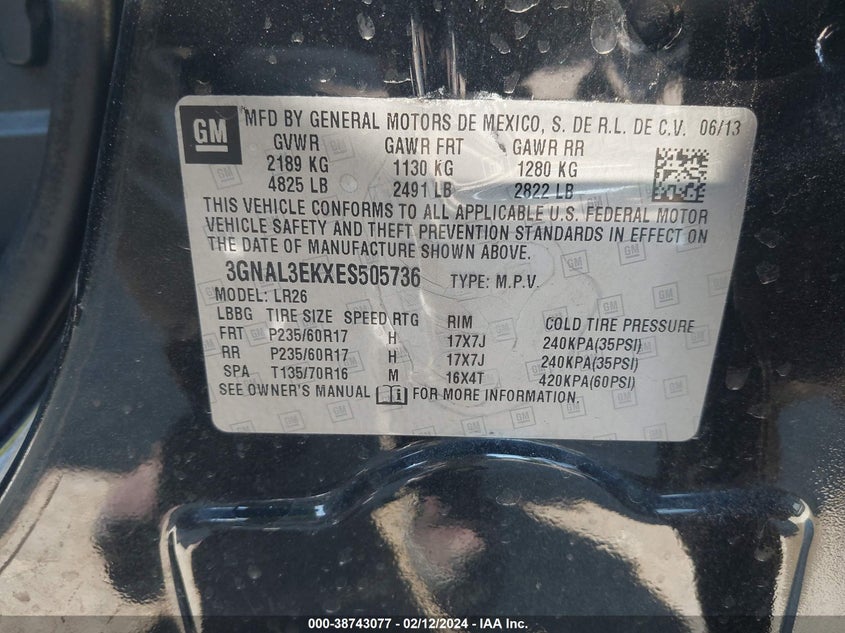 GM MFD BY GENERAL MOTORS DE MEXICO, S. DE R.L. DE C.V. 06/13
GVWR GAWR FRT GAWR RR
2189 KG 1130 KG 1280 KG
4825 LB 2491 LB 2822 LB
THIS VEHICLE CONFORMS TO ALL APPLICABLE U.S. FEDERAL MOTOR
VEHICLE SAFETY AND THEFT PREVENTION STANDARDS IN EFFECT ON
THE DATE OF MANUFACTURE SHOWN ABOVE.
3GNAL3EKXES505736 TYPE: M.P.V.
MODEL: LR26
LBBG TIRE SIZE SPEED RTG RIM COLD TIRE PRESSURE
FRT P235/60R17 H 17X7J 240KPA(35PSI)
RR P235/60R17 H 17X7J 240KPA(35PSI)
SPA T135/70R16 M 16X4T 420KPA(60PSI)
SEE OWNER'S MANUAL FOR MORE INFORMATION.
000-38743077 - 02/12/2024 - IAA Inc.